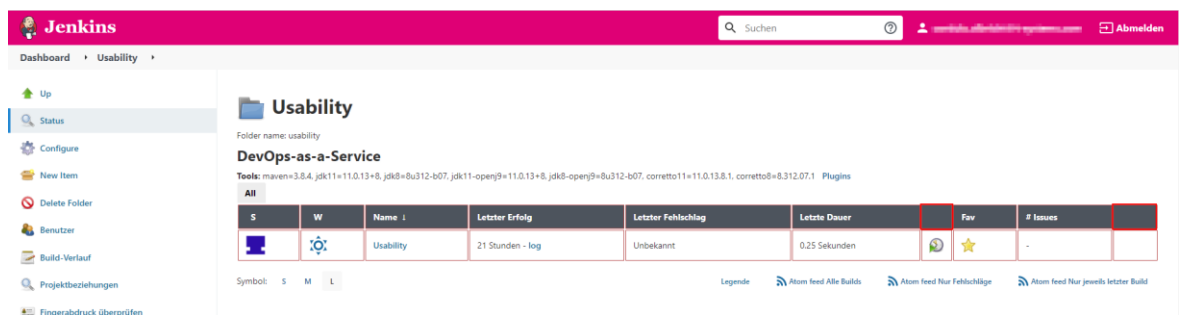 Jenkins
Suchen
Abmelden
Dashboard Usability
Up
Status
Configure
New Item
Delete Folder
Benutzer
Build-Verlauf
Projektbeziehungen
Fingerabdruck überprüfen
Usability
Folder name: usability
DevOps-as-a-Service
Tools: maven=3.8.4, jdk11=11.0.13+8, jdk8=8u312-b07, jdk11-openj9=11.0.13+8, jdk8-openj9=8u312-b07, corretto11=11.0.13.8.1, corretto8=8.312.07.1 Plugins
All
S W Name ↓ Letzter Erfolg Letzter Fehlschlag Letzte Dauer Fav # Issues
Usability 21 Stunden - log Unbekannt 0.25 Sekunden -
Symbol: S M L Legende Atom feed Alle Builds Atom feed Nur Fehlschläge Atom feed Nur jeweils letzter Build